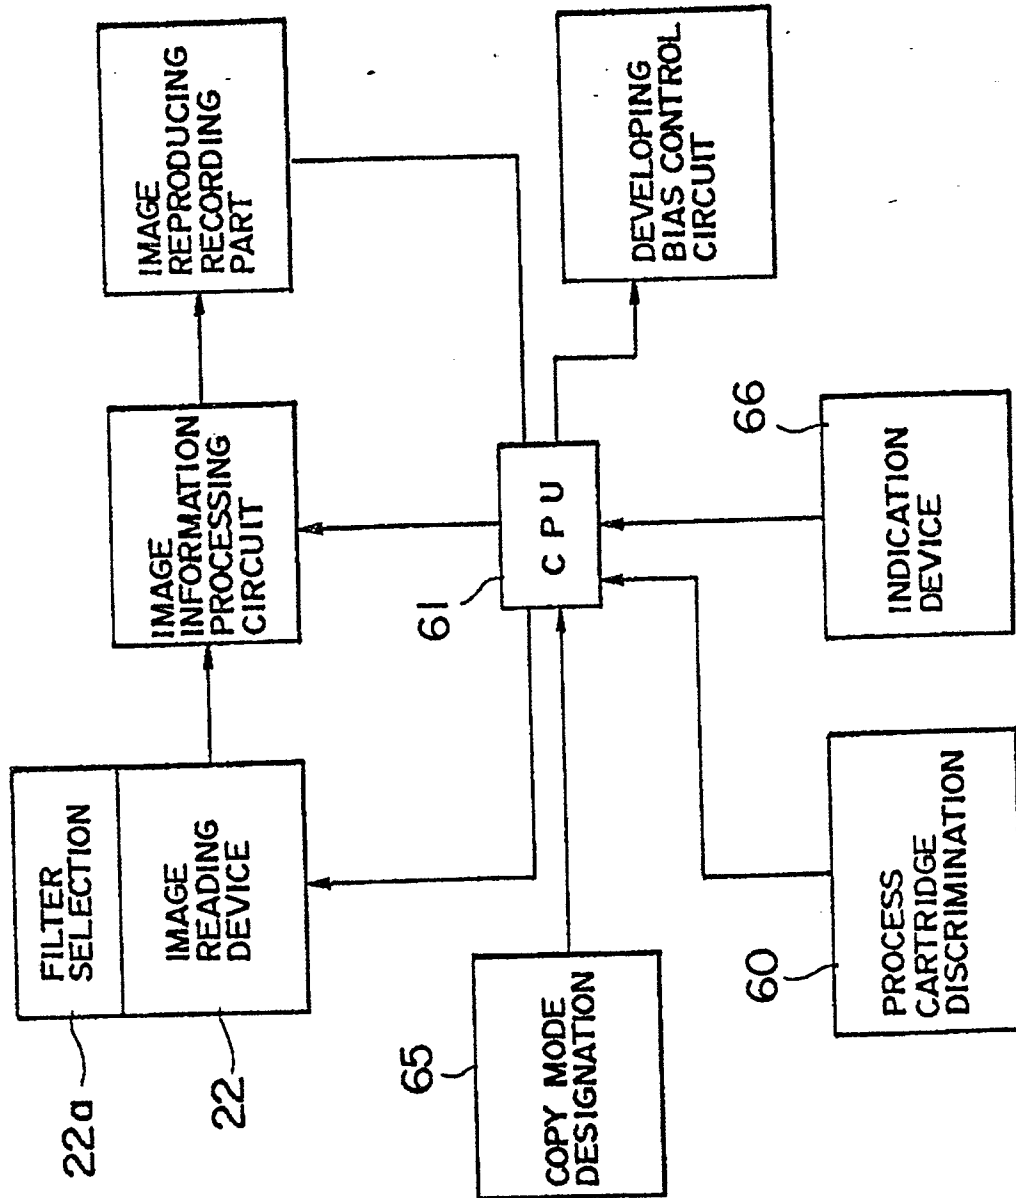 22a
FILTER
SELECTION
22
IMAGE
READING
DEVICE
IMAGE
INFORMATION
PROCESSING
CIRCUIT
IMAGE
REPRODUCING
RECORDING
PART
65
COPY MODE
DESIGNATION
61
CPU
DEVELOPING
BIAS CONTROL
CIRCUIT
60
PROCESS
CARTRIDGE
DISCRIMINATION
66
INDICATION
DEVICE